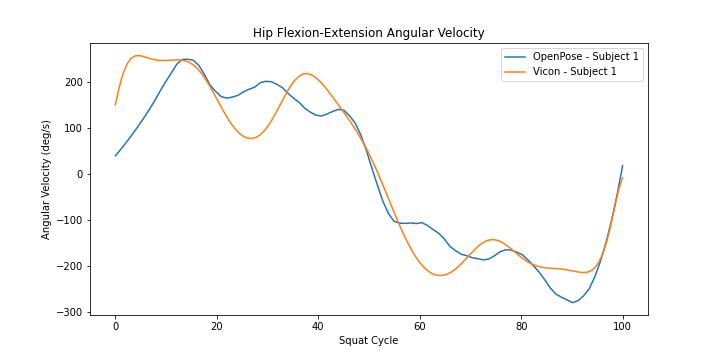 Hip Flexion-Extension Angular Velocity
OpenPose - Subject 1
Vicon - Subject 1
Angular Velocity (deg/s)
200
100
0
−100
−200
−300
0
20
40
60
80
100
Squat Cycle